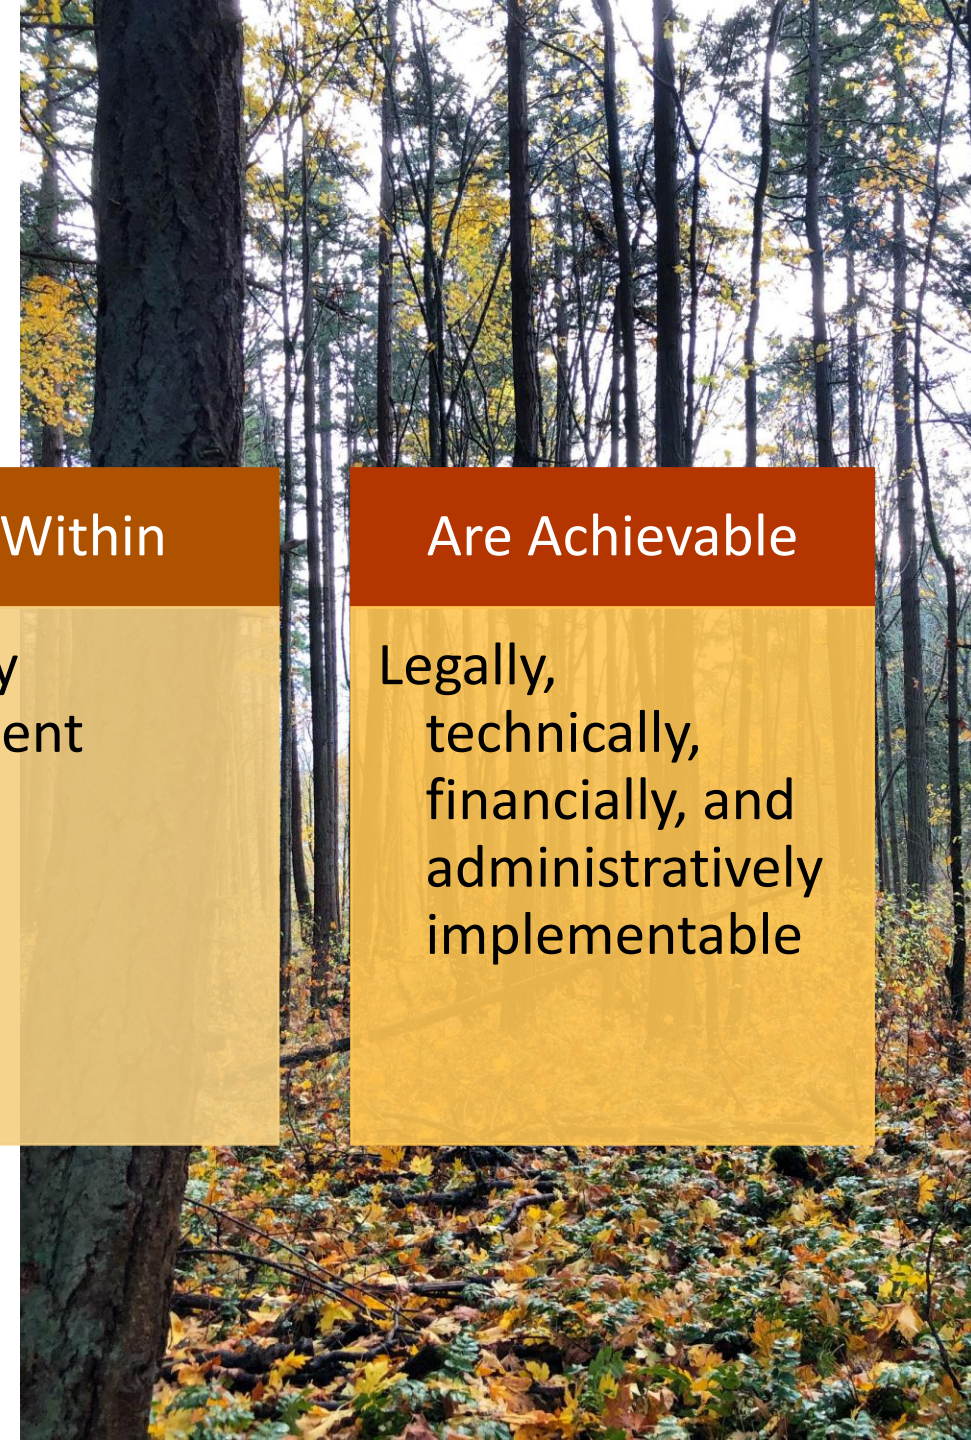 Within
Are Achievable
Legally,
technically,
financially, and
administratively
implementable